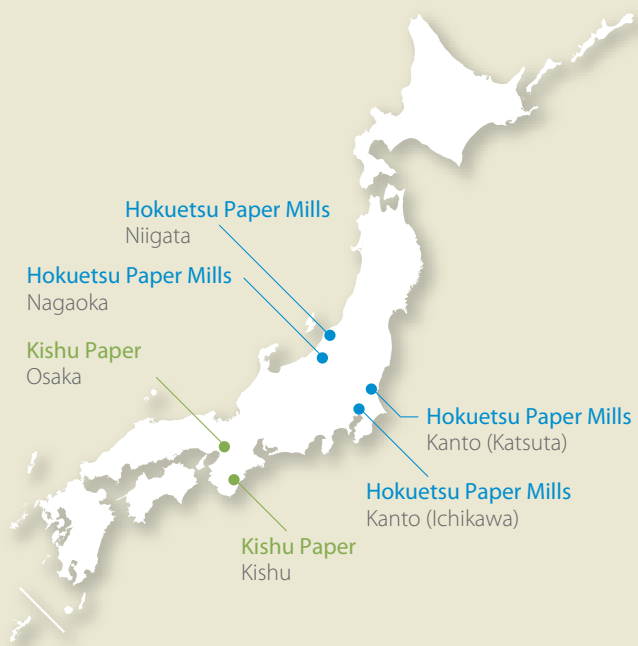 Hokuetsu Paper Mills
Niigata
Hokuetsu Paper Mills
Nagaoka
Kishu Paper
Osaka
Hokuetsu Paper Mills
Kanto (Katsuta)
Hokuetsu Paper Mills
Kanto (Ichikawa)
Kishu Paper
Kishu